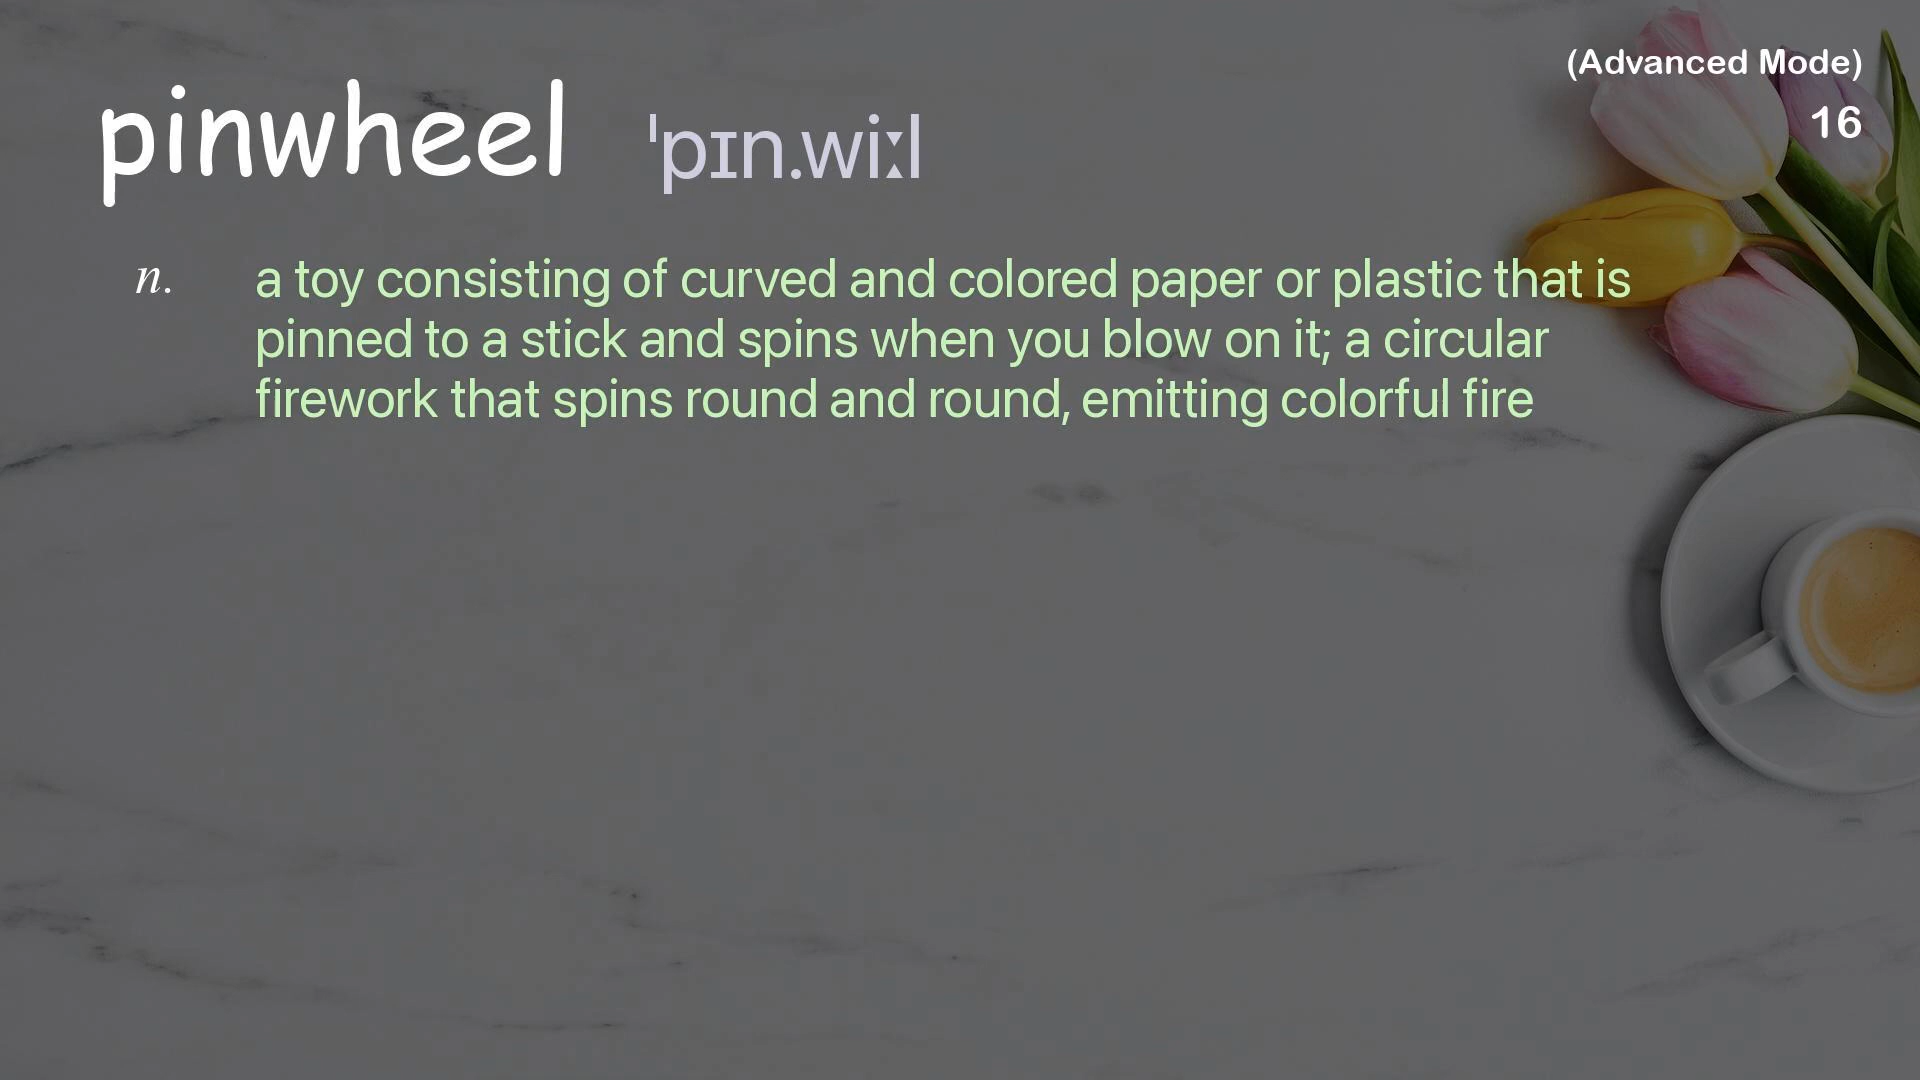 (Advanced Mode)
16
pinwheel ˈpɪn.wiːl
n. a toy consisting of curved and colored paper or plastic that is
pinned to a stick and spins when you blow on it; a circular
firework that spins round and round, emitting colorful fire